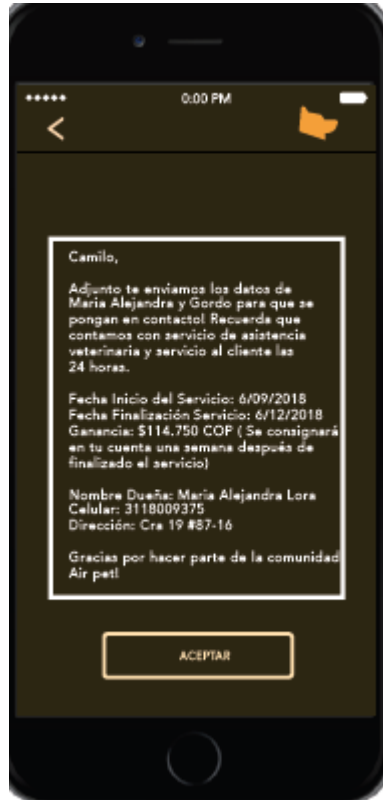 0:00 PM
<
Camilo,
Adjunto te enviamos los datos de
Maria Alejandra y Gordo para que se
pongan en contacto! Recuerda que
contamos con servicio de asistencia
veterinaria y servicio al cliente las
24 horas.
Fecha Inicio del Servicio: 6/09/2018
Fecha Finalización Servicio: 6/12/2018
Ganancia: $114.750 COP ( Se consignará
en tu cuenta una semana después de
finalizado el servicio)
Nombre Dueña: Maria Alejandra Lora
Celular: 3118009375
Dirección: Cra 19 #87-16
Gracias por hacer parte de la comunidad
Air pet!
ACEPTAR